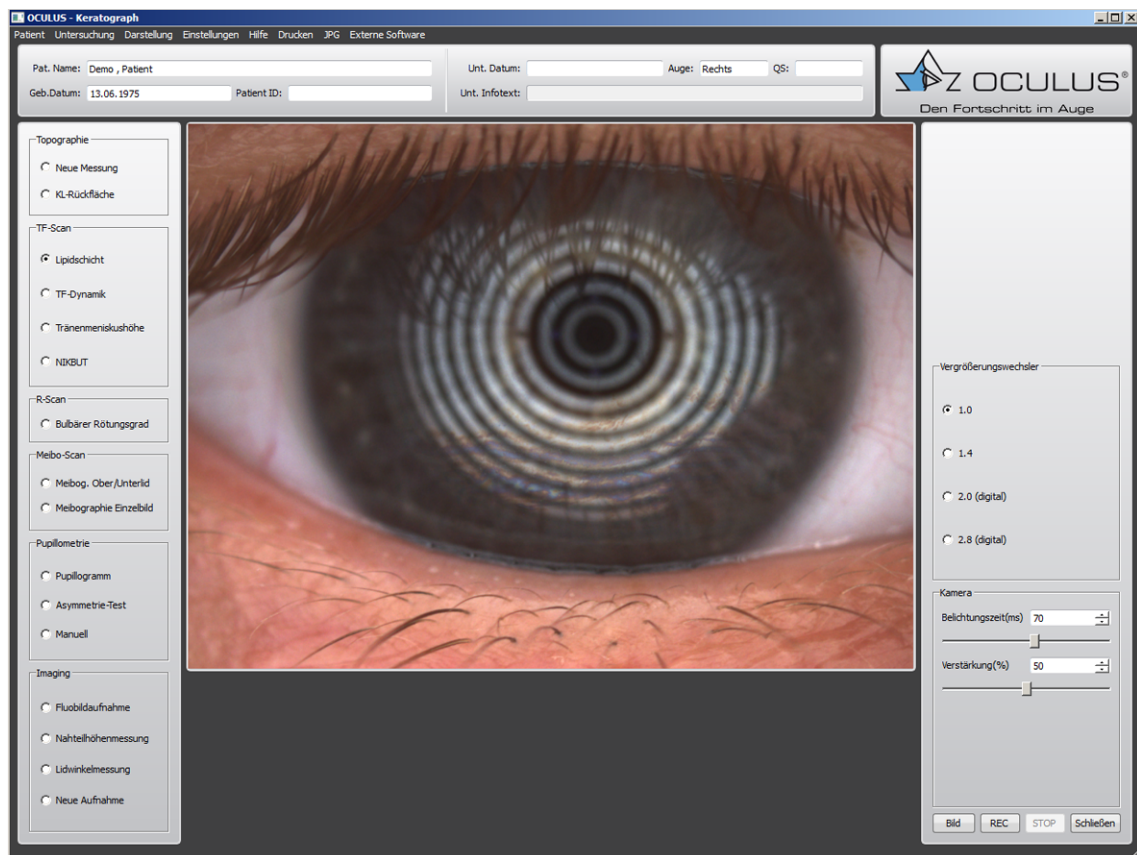 OCULUS - Keratograph
Patient Untersuchung Darstellung Einstellungen Hilfe Drucken JPG Externe Software
Pat. Name: Demo , Patient
Unt. Datum: Auge: Rechts QS:
Geb.Datum: 13.06.1975 Patient ID:
Unt. Infotext:
OCULUS®
Den Fortschritt im Auge
Topographie
Neue Messung
KL-Rückfläche
TF-Scan
Lipidschicht
TF-Dynamik
Tränenmeniskushöhe
NIKBUT
R-Scan
Bulbärer Rötungsgrad
Meibo-Scan
Meibog. Ober/Unterlid
Meibographie Einzelbild
Pupillometrie
Pupillogramm
Asymmetrie-Test
Manuell
Imaging
Fluobildaufnahme
Nahteilhöhenmessung
Lidwinkelmessung
Neue Aufnahme
Vergrößerungswechsler
1.0
1.4
2.0 (digital)
2.8 (digital)
Kamera
Belichtungszeit(ms) 70
Verstärkung(%) 50
Bild REC STOP Schließen